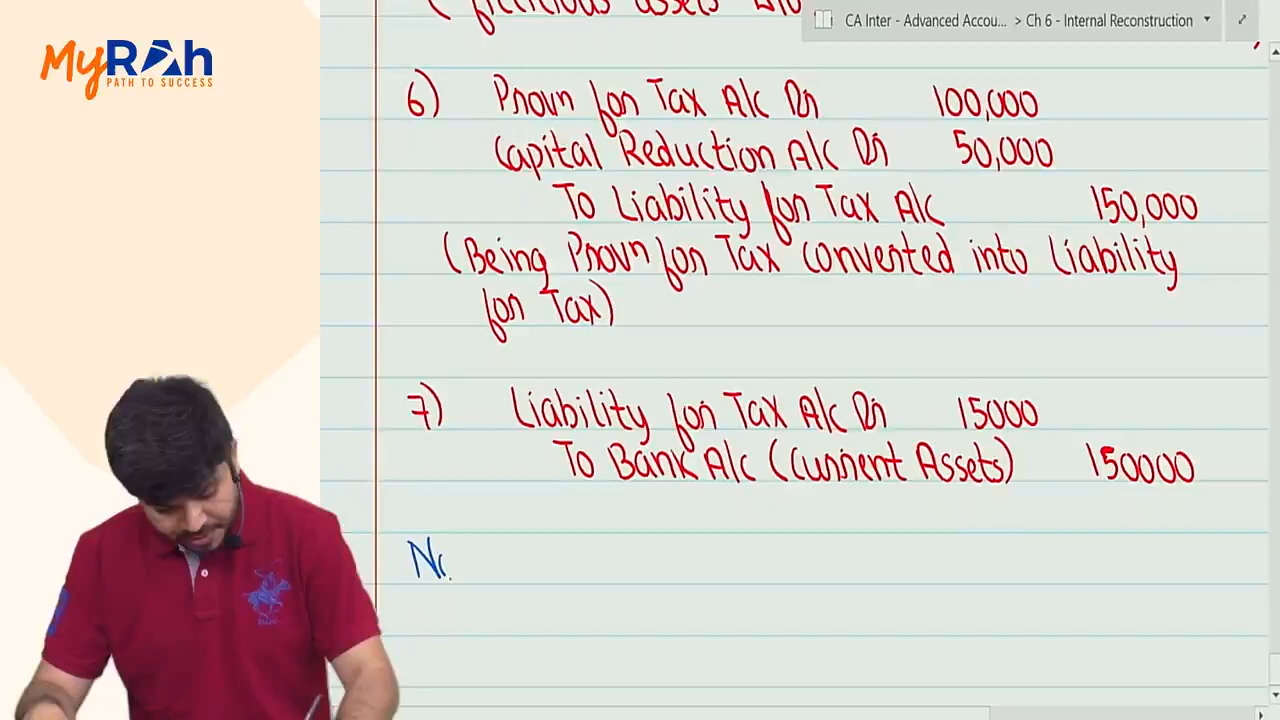 MyRAh
PATH TO SUCCESS
CA Inter - Advanced Accou... > Ch 6 - Internal Reconstruction
6) Provn for Tax A/c Dr 100,000
Capital Reduction A/c Dr 50,000
To Liability for Tax A/c 150,000
(Being Provn for Tax converted into Liability
for Tax)
7) Liability for Tax A/c Dr 15000
To Bank A/c (Current Assets) 150000